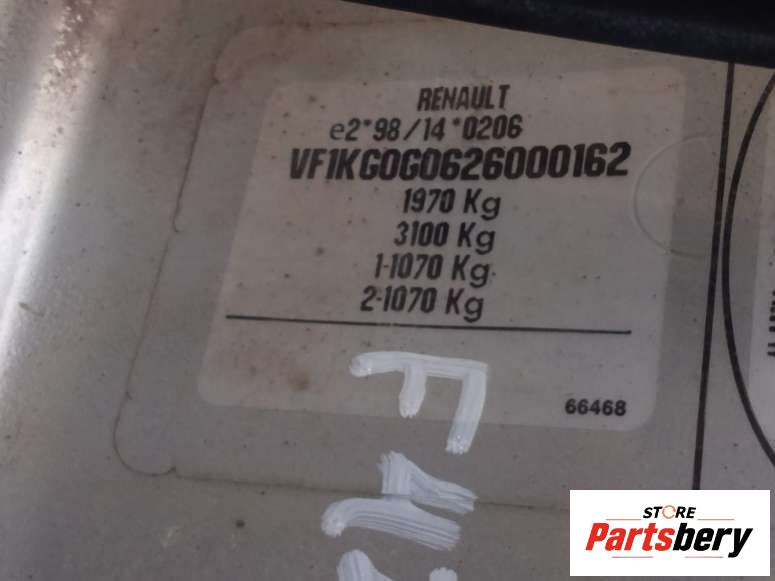 RENAULT
e2*98/14*0206
VF1KG0G0626000162
1970 Kg
3100 Kg
1-1070 Kg
2-1070 Kg
66468
STORE
Partsbery